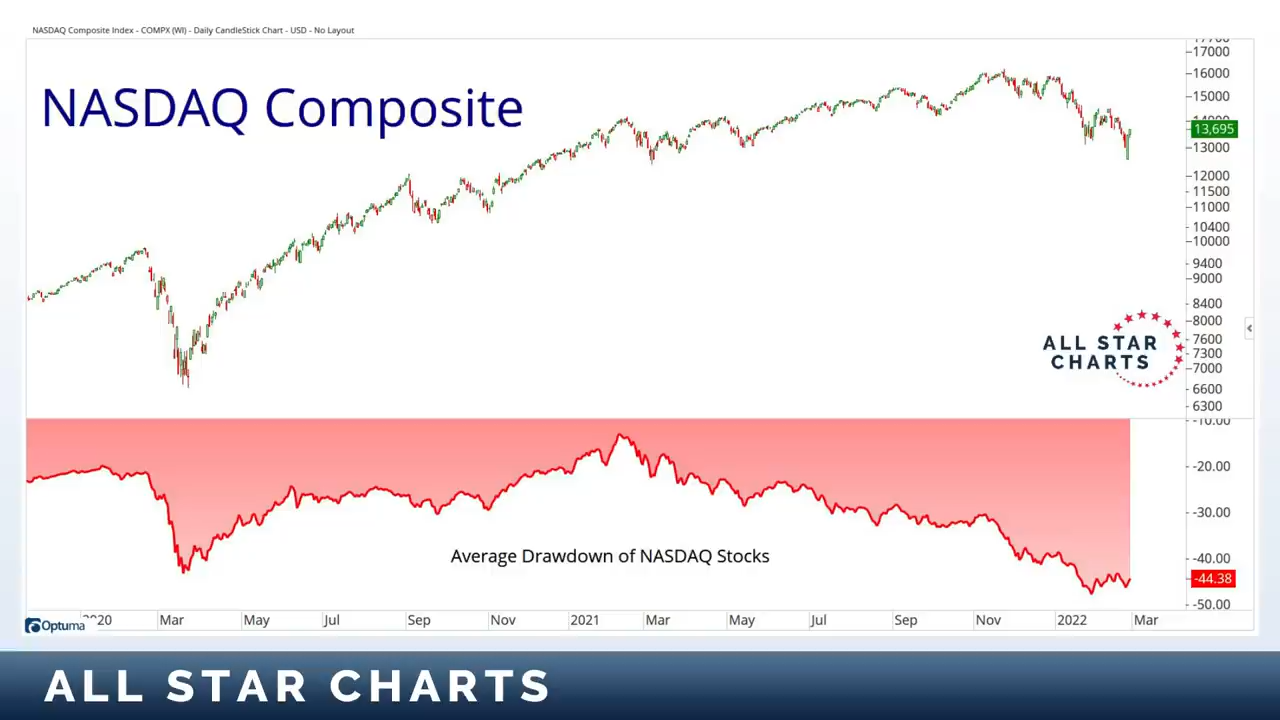 NASDAQ Composite Index - COMPX (WI) - Daily CandleStick Chart - USD - No Layout
NASDAQ Composite
17000
16000
15000
14000
13,695
13000
12000
11500
11000
10400
10000
9400
9000
8400
8000
7600
7300
7000
6600
6300
ALL STAR
CHARTS
-10.00
-20.00
-30.00
-40.00
-44.38
-50.00
Average Drawdown of NASDAQ Stocks
Optuma
Mar
May
Jul
Sep
Nov
2021
Mar
May
Jul
Sep
Nov
2022
Mar
ALL STAR CHARTS